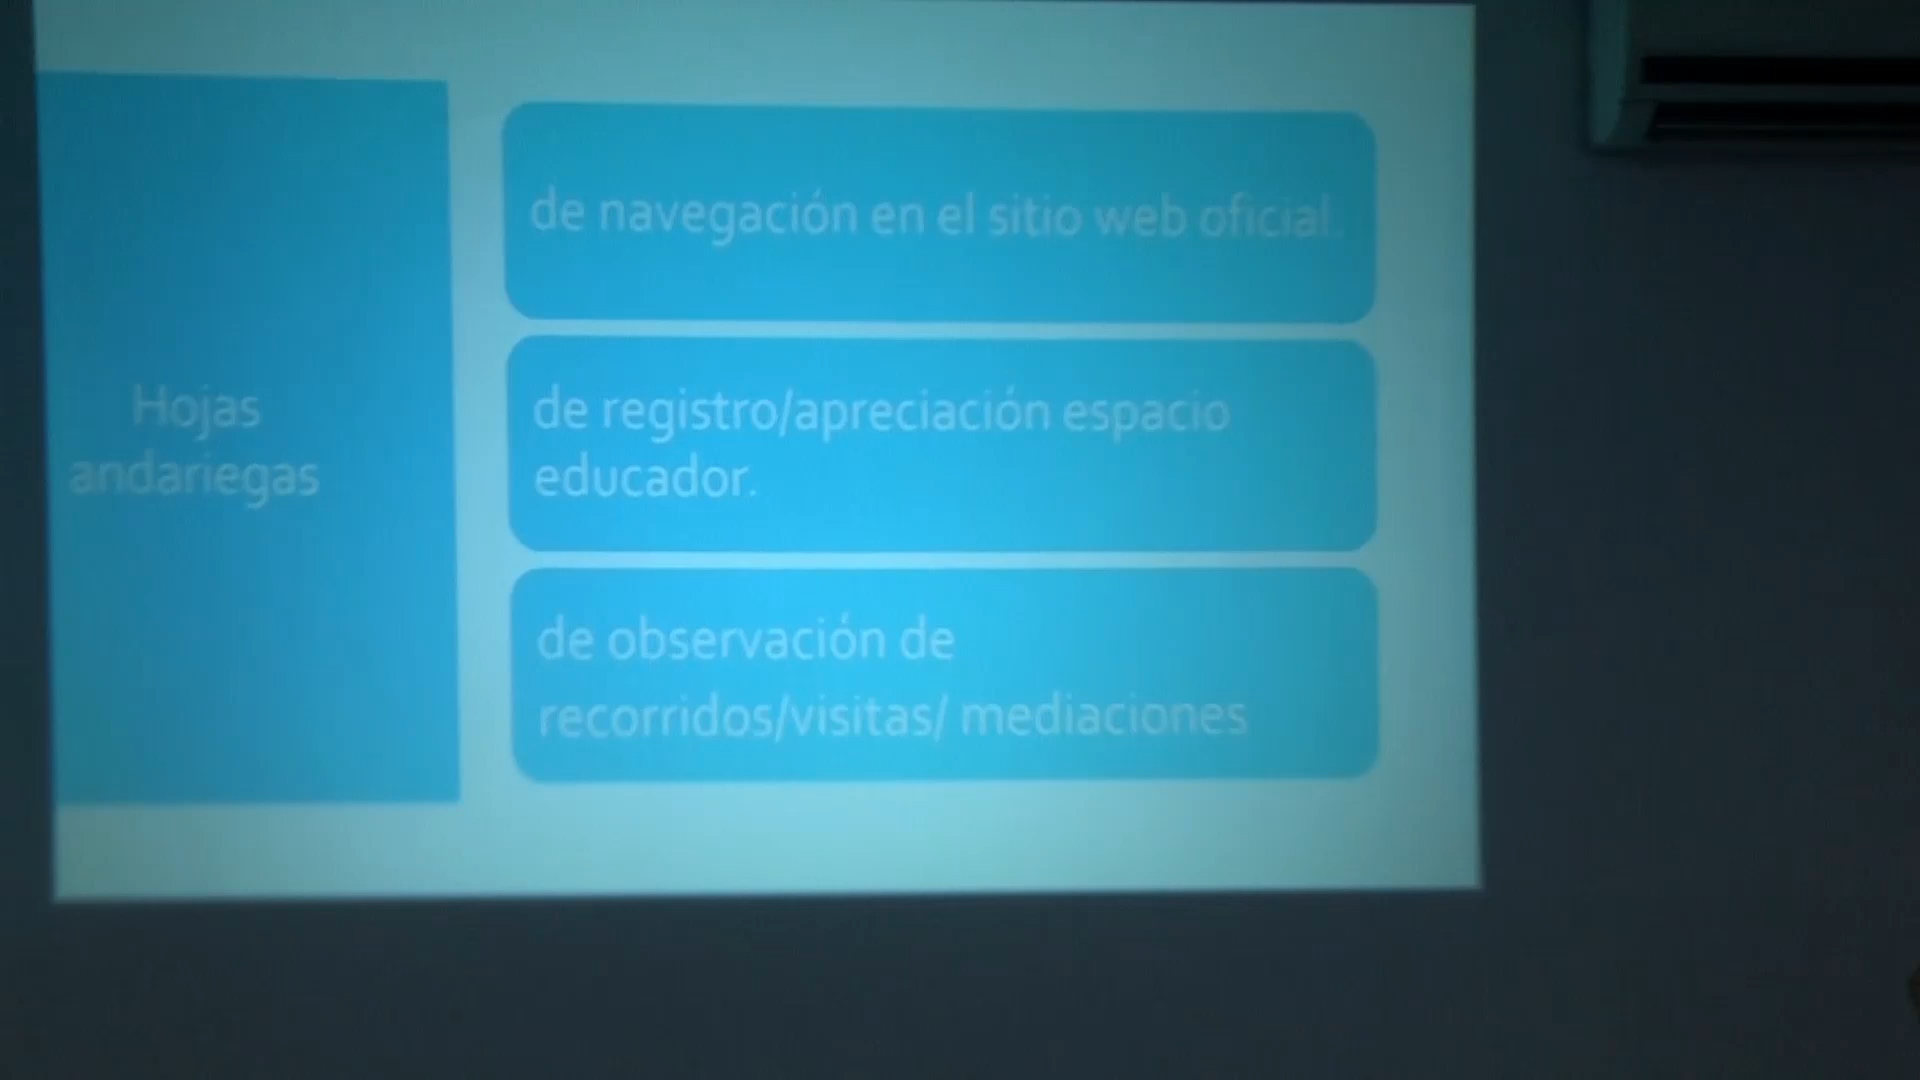 Hojas
andariegas
de navegación en el sitio web oficial.
de registro/apreciación espacio
educador.
de observación de
recorridos/visitas/ mediaciones